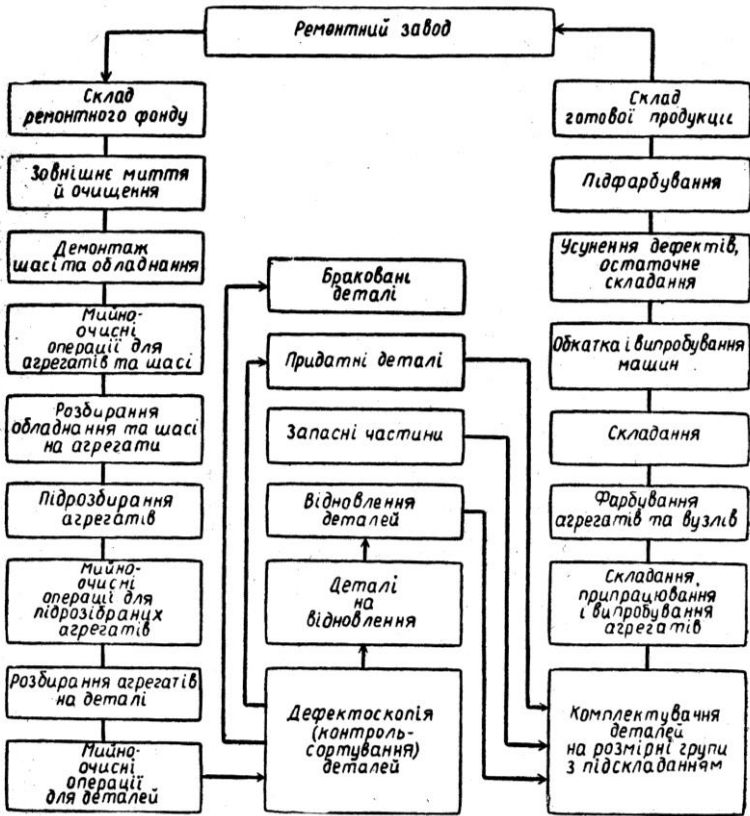 Ремонтний завод
Склад
ремонтного фонду
Зовнішнє миття
й очищення
Демонтаж
шасі та обладнання
Мийно-
очисні
операції для
агрегатів та шасі
Розбирання
обладнання та шасі
на агрегати
Підрозбирання
агрегатів
Мийно-
очисні
операції для
підрозібраних
агрегатів
Розбирання агрегатів
на деталі
Мийно-
очисні
операції
для деталей
Браковані
деталі
Придатні деталі
Запасні частини
Відновлення
деталей
Деталі
на
відновлення
Дефектоскопія
(контроль-
сортування)
деталей
Склад
готової продукції
Підфарбування
Усунення дефектів,
остаточне
складання
Обкатка і випробування
машин
Складання
Фарбування
агрегатів та вузлів
Складання,
припрацювання
і випробування
агрегатів
Комплектування
деталей
на розмірні групи
з підскладанням